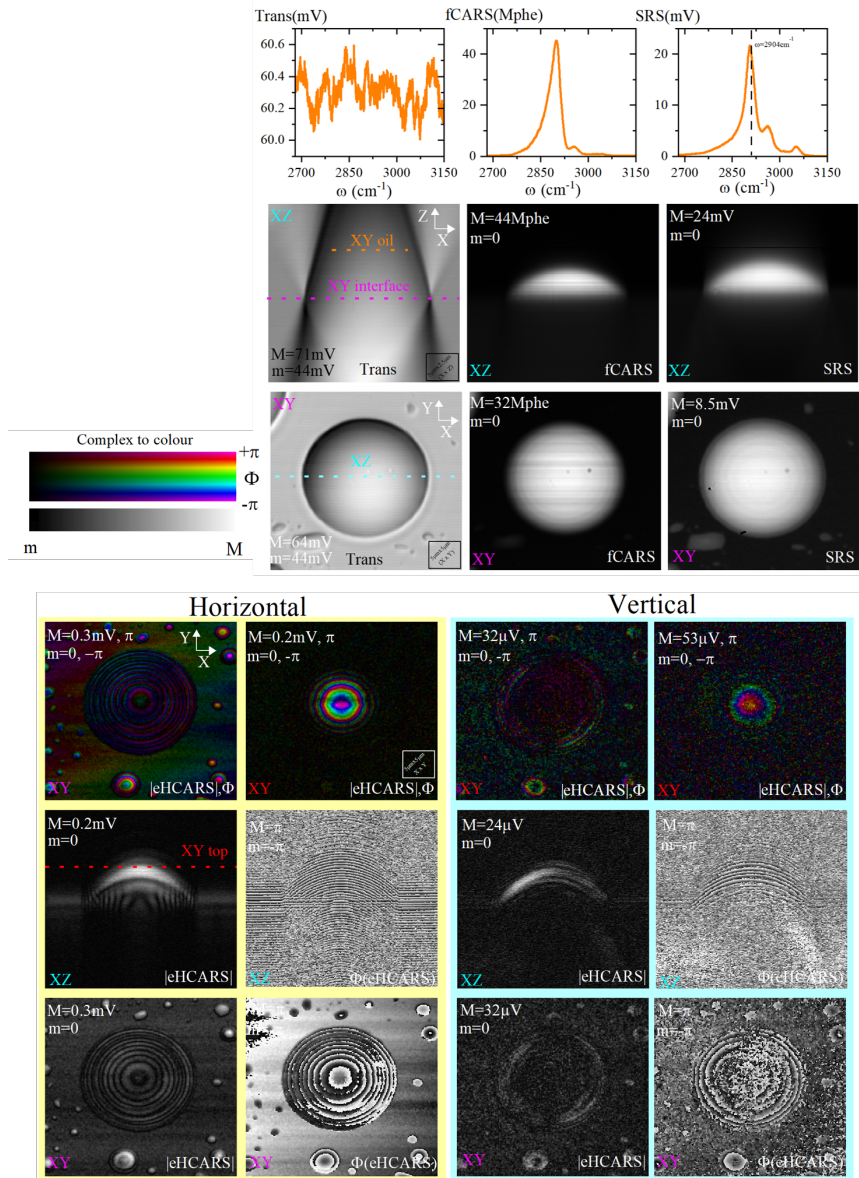 Trans(mV) fCARS(Mphe) SRS(mV)
60.6 60.4 60.2 60.0
40 20 0
20 10 0
ω=2904cm⁻¹
2700 2850 3000 3150
2700 2850 3000 3150
2700 2850 3000 3150
ω (cm⁻¹) ω (cm⁻¹) ω (cm⁻¹)
XZ Z X
XY oil
XY interface
M=71mV
m=44mV
Trans
M=44Mphe
m=0
XZ fCARS
M=24mV
m=0
XZ SRS
XY Y X
XZ
M=64mV
m=44mV
Trans
M=32Mphe
m=0
XY fCARS
M=8.5mV
m=0
XY SRS
Complex to colour
+π
Φ
-π
m M
Horizontal Vertical
M=0.3mV, π
m=0, −π
Y X
XY |eHCARS|,Φ
M=0.2mV, π
m=0, -π
XY |eHCARS|,Φ
M=32µV, π
m=0, -π
XY |eHCARS|,Φ
M=53µV, π
m=0, −π
XY |eHCARS|,Φ
M=0.2mV
m=0
XY top
XZ |eHCARS|
M=π
m=-π
XZ Φ(eHCARS)
M=24µV
m=0
XZ |eHCARS|
M=π
m=-π
XZ Φ(eHCARS)
M=0.3mV
m=0
XY |eHCARS|
XY Φ(eHCARS)
M=32µV
m=0
XY |eHCARS|
M=π
m=-π
XY Φ(eHCARS)